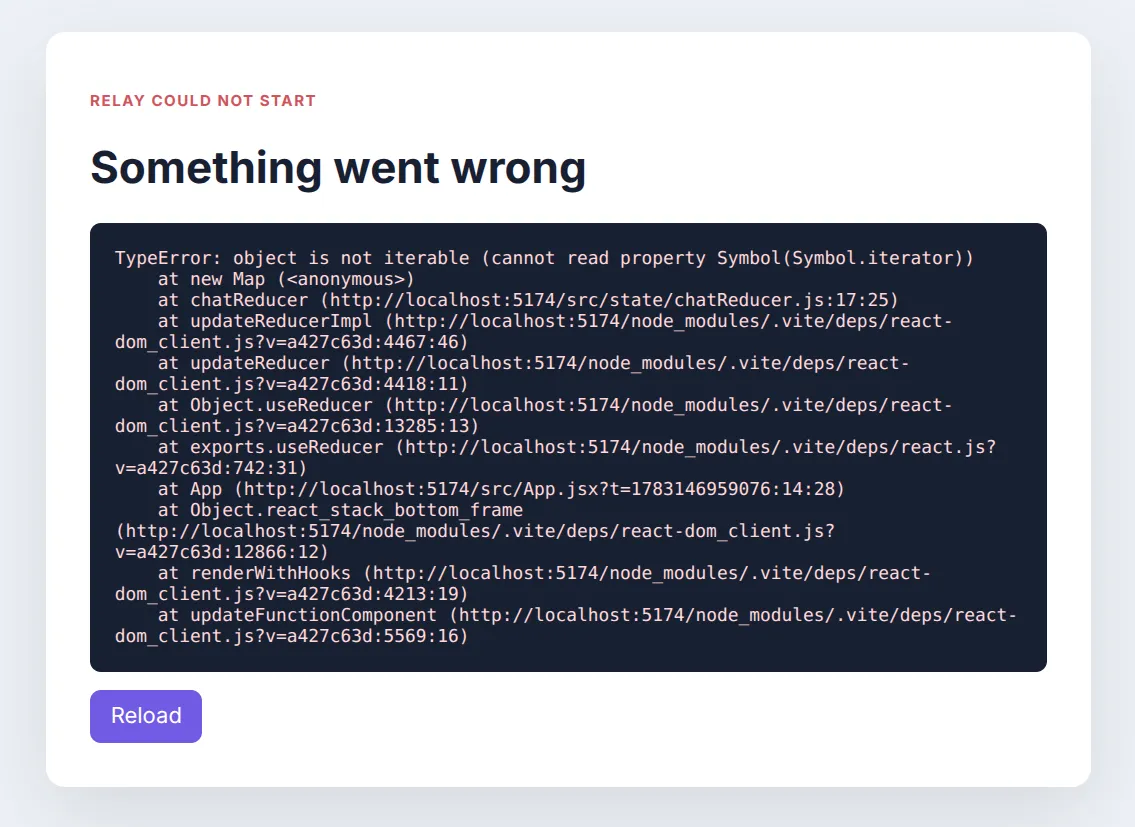 RELAY COULD NOT START
Something went wrong
TypeError: object is not iterable (cannot read property Symbol(Symbol.iterator))
    at new Map (<anonymous>)
    at chatReducer (http://localhost:5174/src/state/chatReducer.js:17:25)
    at updateReducerImpl (http://localhost:5174/node_modules/.vite/deps/react-
dom_client.js?v=a427c63d:4467:46)
    at updateReducer (http://localhost:5174/node_modules/.vite/deps/react-
dom_client.js?v=a427c63d:4418:11)
    at Object.useReducer (http://localhost:5174/node_modules/.vite/deps/react-
dom_client.js?v=a427c63d:13285:13)
    at exports.useReducer (http://localhost:5174/node_modules/.vite/deps/react.js?
v=a427c63d:742:31)
    at App (http://localhost:5174/src/App.jsx?t=1783146959076:14:28)
    at Object.react_stack_bottom_frame
(http://localhost:5174/node_modules/.vite/deps/react-dom_client.js?
v=a427c63d:12866:12)
    at renderWithHooks (http://localhost:5174/node_modules/.vite/deps/react-
dom_client.js?v=a427c63d:4213:19)
    at updateFunctionComponent (http://localhost:5174/node_modules/.vite/deps/react-
dom_client.js?v=a427c63d:5569:16)
Reload